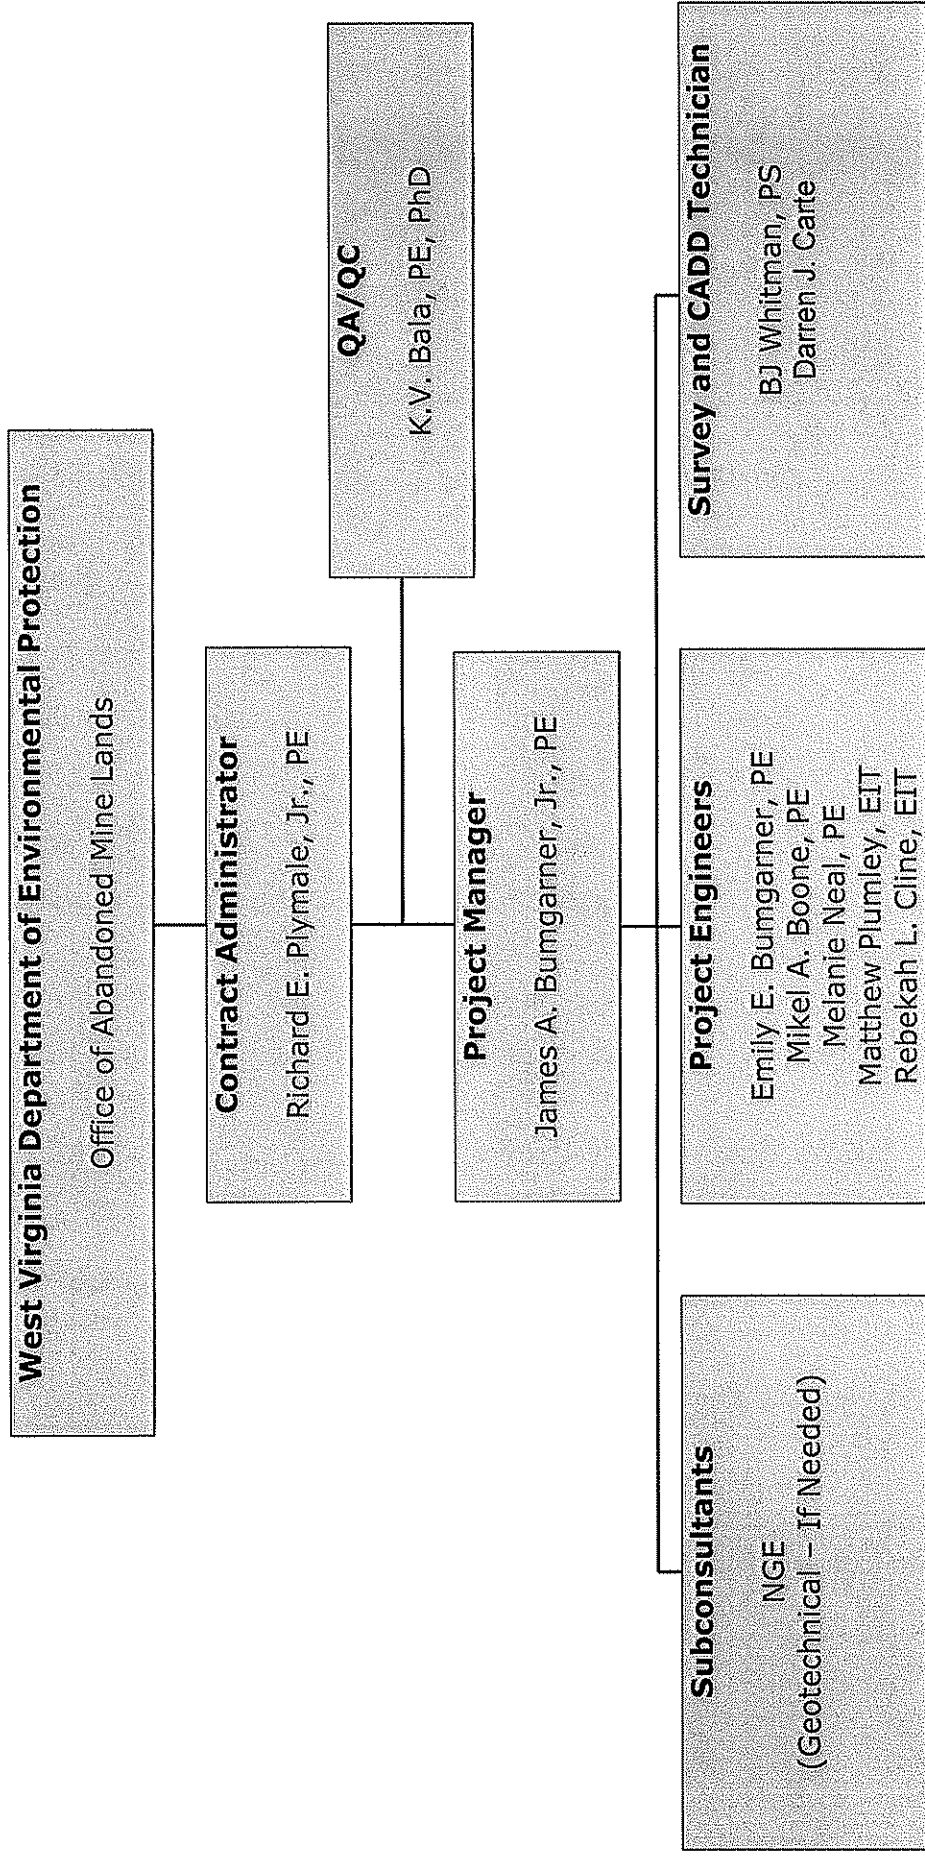 West Virginia Department of Environmental Protection
Office of Abandoned Mine Lands
Contract Administrator
Richard E. Plymale, Jr., PE
QA/QC
K.V. Bala, PE, PhD
Project Manager
James A. Bumgarner, Jr., PE
Subconsultants
NGE
(Geotechnical – If Needed)
Project Engineers
Emily E. Bumgarner, PE
Mikel A. Boone, PE
Melanie Neal, PE
Matthew Plumley, EIT
Rebekah L. Cline, EIT
Survey and CADD Technician
BJ Whitman, PS
Darren J. Carte